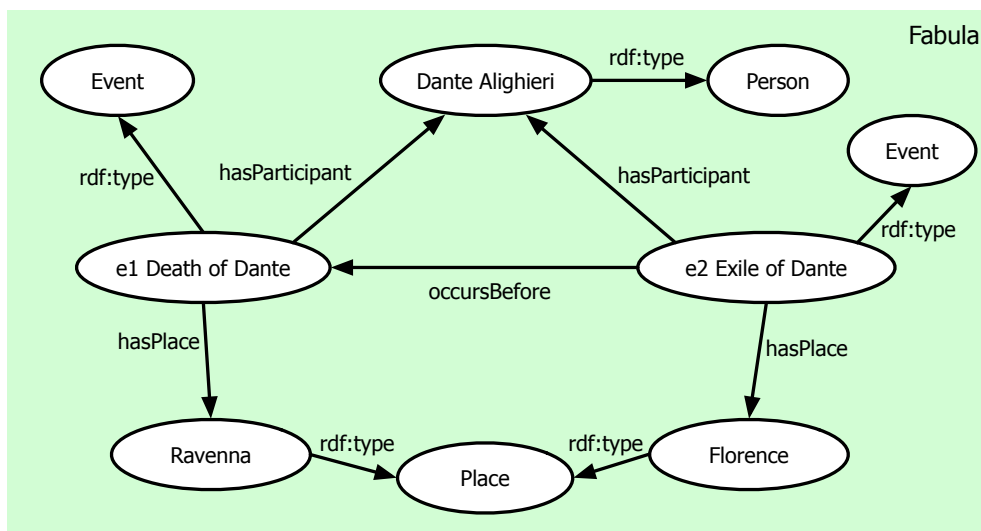 Fabula
Event
Dante Alighieri
rdf:type
Person
Event
rdf:type
hasParticipant
hasParticipant
rdf:type
e1 Death of Dante
occursBefore
e2 Exile of Dante
hasPlace
hasPlace
Ravenna
rdf:type
Place
rdf:type
Florence